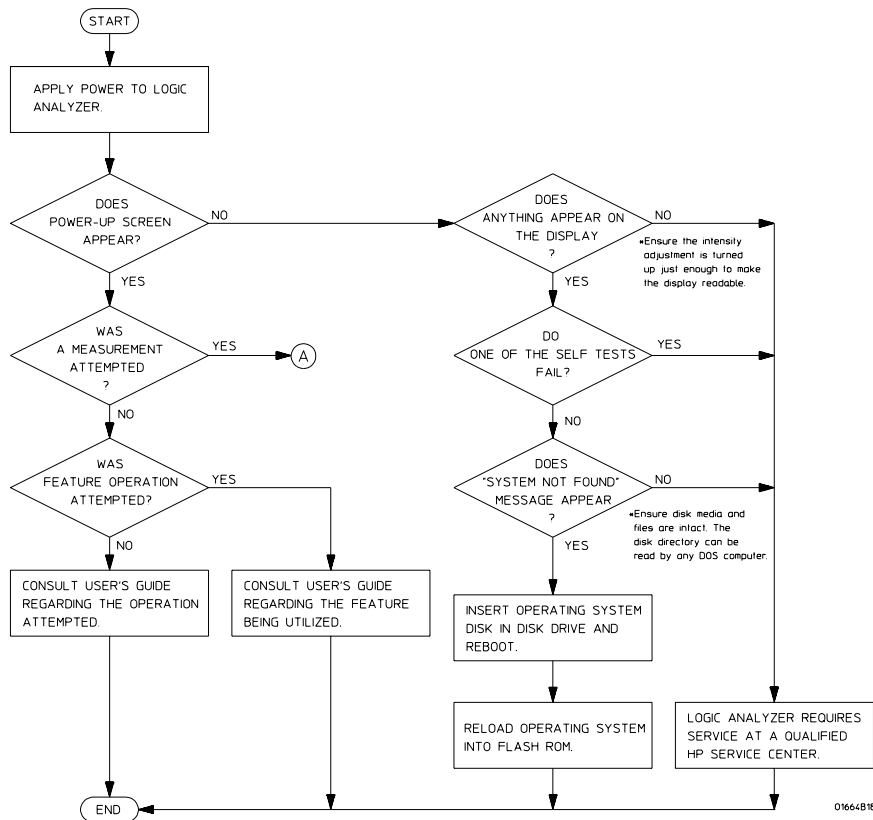 START
APPLY POWER TO LOGIC
ANALYZER.
DOES
POWER-UP SCREEN
APPEAR?
NO
YES
DOES
ANYTHING APPEAR ON
THE DISPLAY
?
NO
*Ensure the intensity
adjustment is turned
up just enough to make
the display readable.
YES
WAS
A MEASUREMENT
ATTEMPTED
?
YES
A
NO
DO
ONE OF THE SELF TESTS
FAIL?
YES
NO
WAS
FEATURE OPERATION
ATTEMPTED?
YES
NO
DOES
"SYSTEM NOT FOUND"
MESSAGE APPEAR
?
NO
*Ensure disk media and
files are intact. The
disk directory can be
read by any DOS computer.
YES
CONSULT USER'S GUIDE
REGARDING THE OPERATION
ATTEMPTED.
CONSULT USER'S GUIDE
REGARDING THE FEATURE
BEING UTILIZED.
INSERT OPERATING SYSTEM
DISK IN DISK DRIVE AND
REBOOT.
RELOAD OPERATING SYSTEM
INTO FLASH ROM.
LOGIC ANALYZER REQUIRES
SERVICE AT A QUALIFIED
HP SERVICE CENTER.
END
01664B18